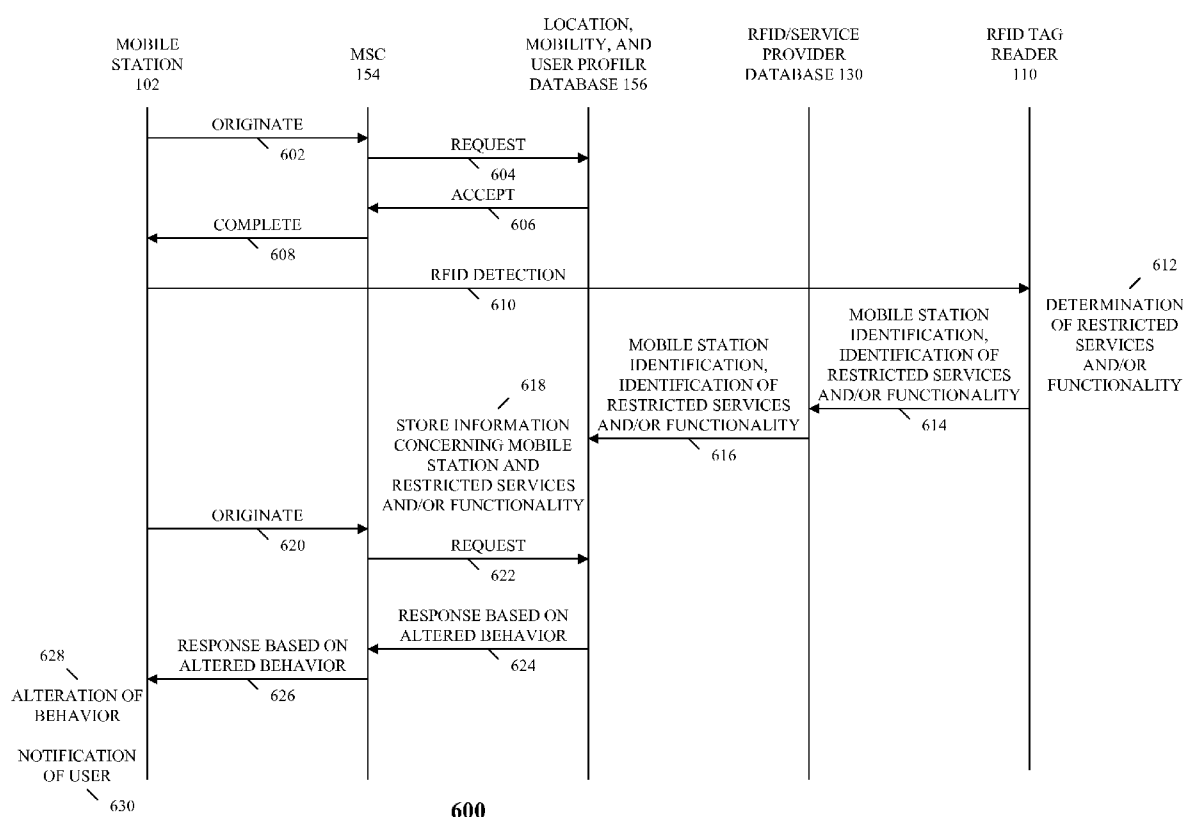 MOBILE
STATION
102
MSC
154
LOCATION,
MOBILITY, AND
USER PROFILR
DATABASE 156
RFID/SERVICE
PROVIDER
DATABASE 130
RFID TAG
READER
110
ORIGINATE
602
REQUEST
604
ACCEPT
606
COMPLETE
608
RFID DETECTION
610
612
DETERMINATION
OF RESTRICTED
SERVICES
AND/OR
FUNCTIONALITY
MOBILE STATION
IDENTIFICATION,
IDENTIFICATION OF
RESTRICTED SERVICES
AND/OR FUNCTIONALITY
614
MOBILE STATION
IDENTIFICATION,
IDENTIFICATION OF
RESTRICTED SERVICES
AND/OR FUNCTIONALITY
616
618
STORE INFORMATION
CONCERNING MOBILE
STATION AND
RESTRICTED SERVICES
AND/OR FUNCTIONALITY
ORIGINATE
620
REQUEST
622
RESPONSE BASED ON
ALTERED BEHAVIOR
624
RESPONSE BASED ON
ALTERED BEHAVIOR
626
628
ALTERATION OF
BEHAVIOR
NOTIFICATION
OF USER
630
600